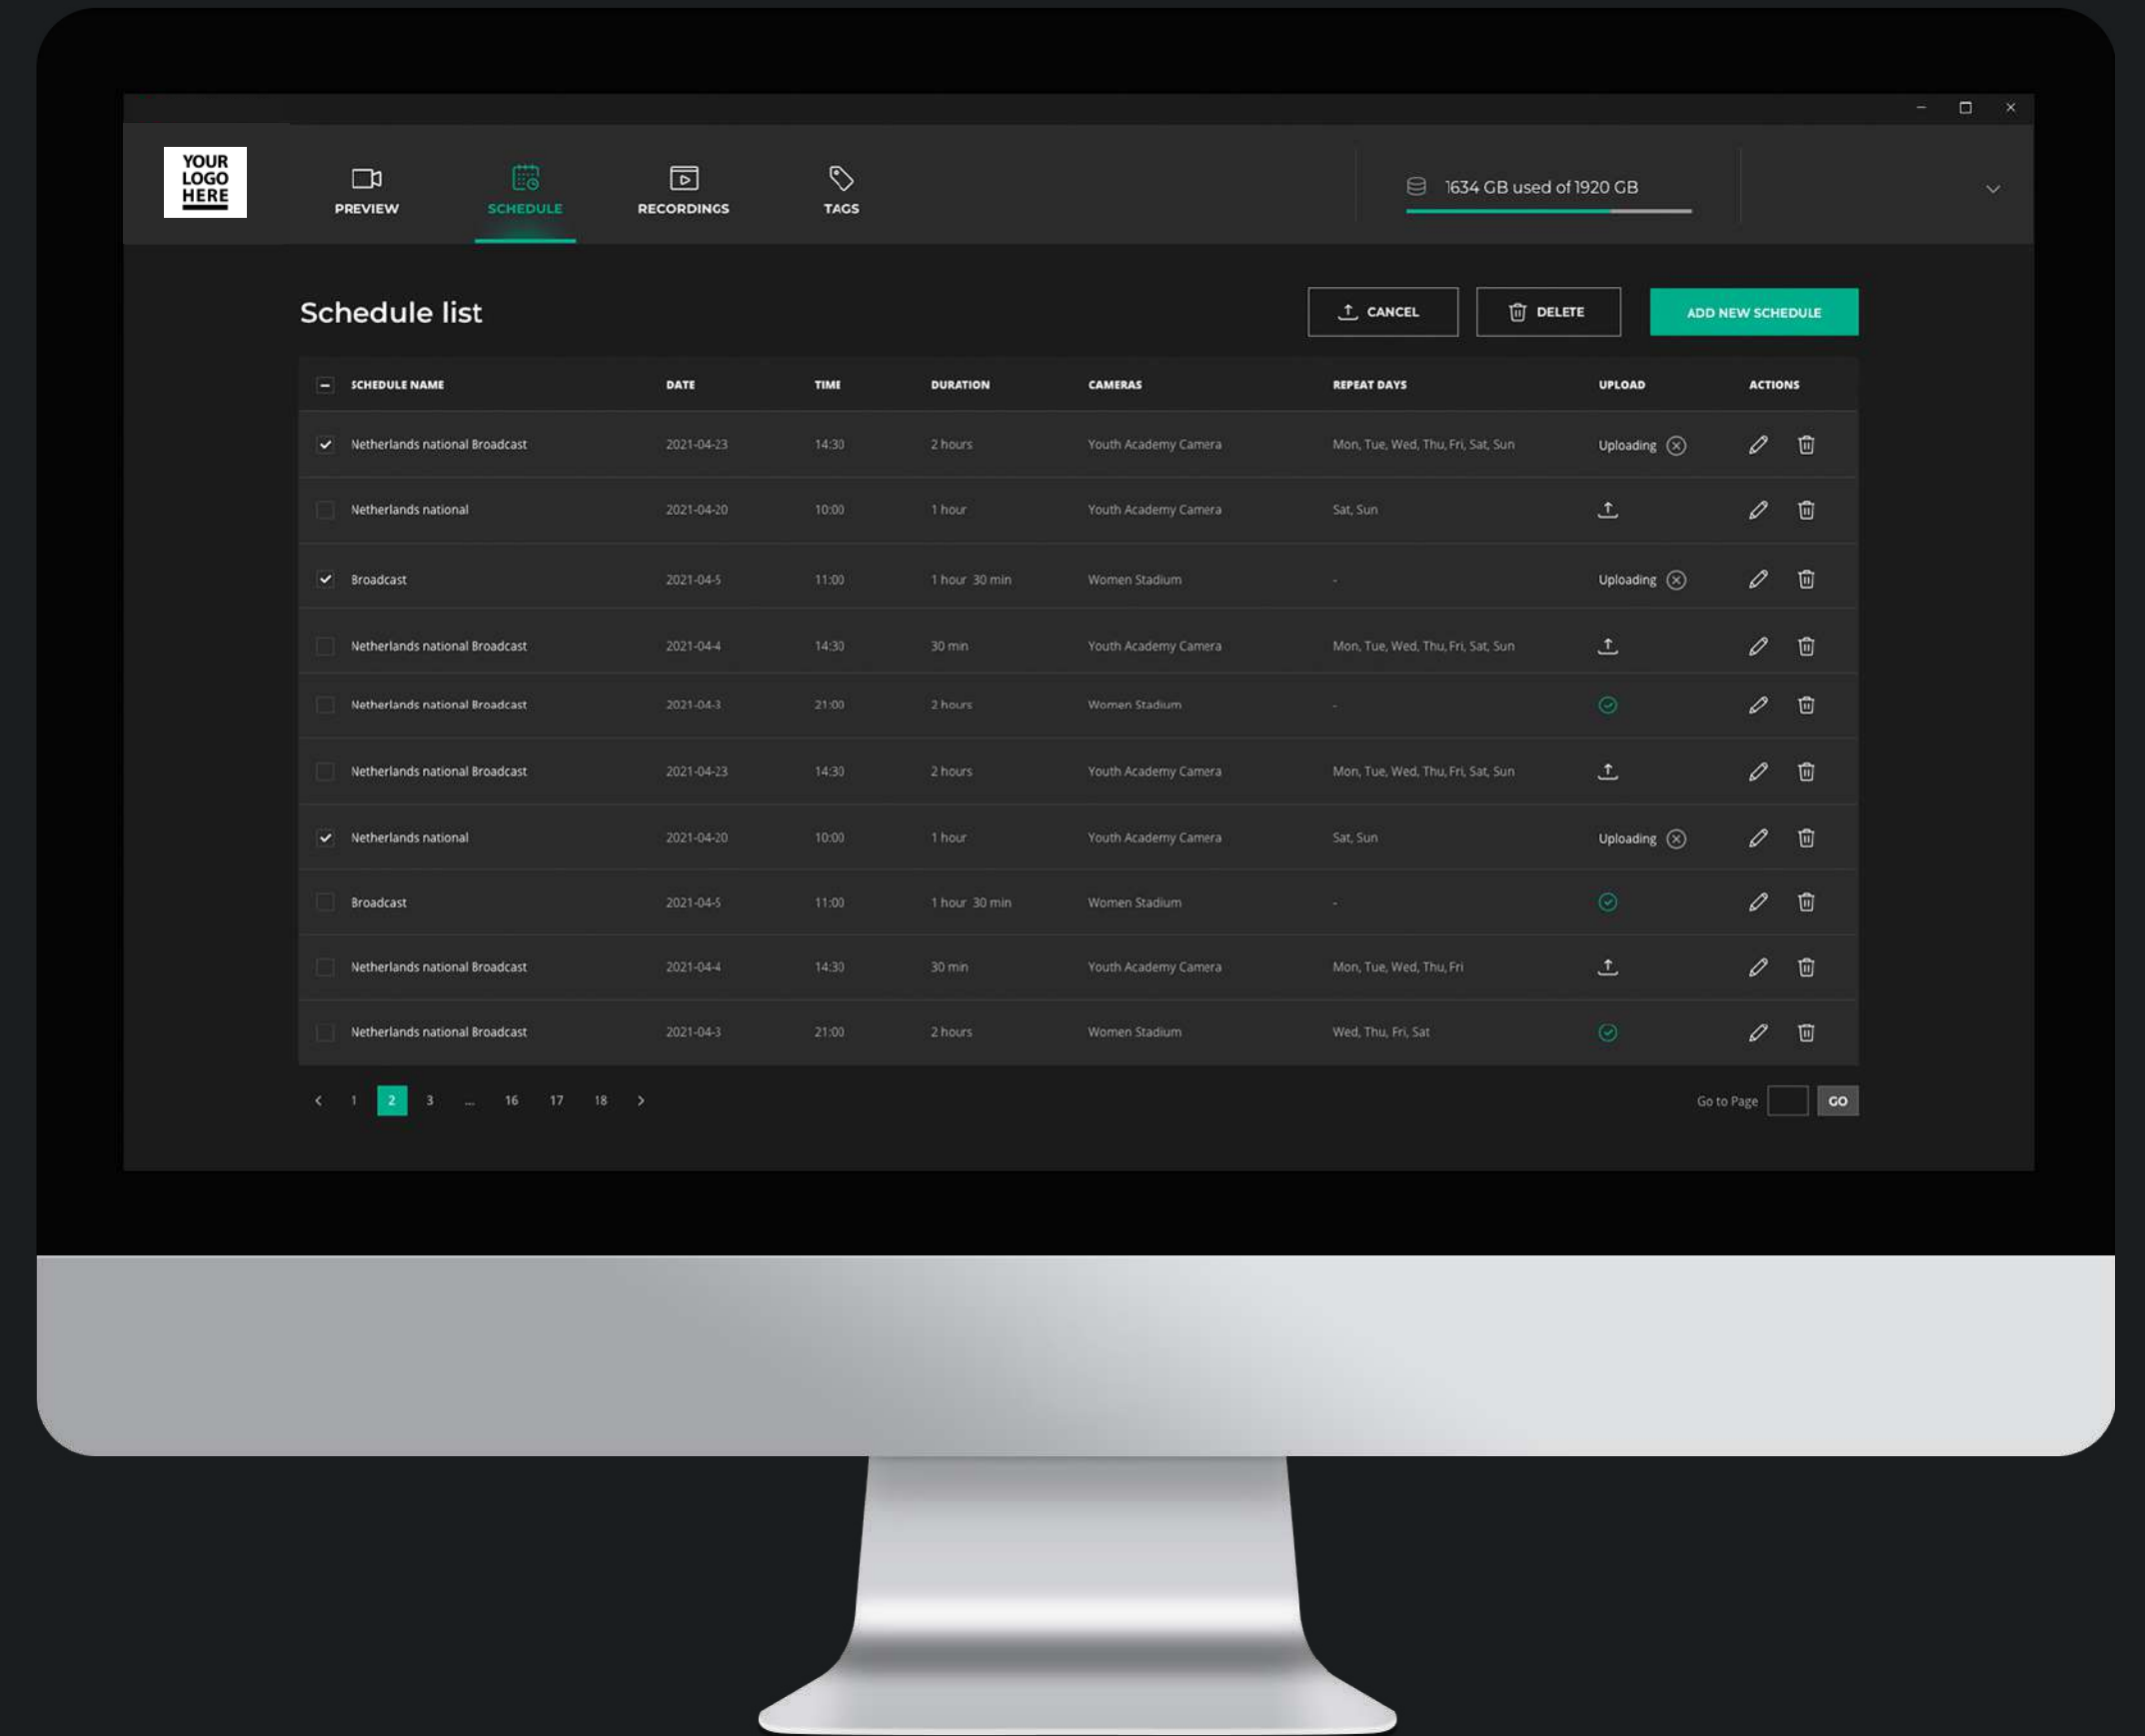 YOUR
LOGO
HERE
PREVIEW SCHEDULE RECORDINGS TAGS 1634 GB used of 1920 GB
Schedule list CANCEL DELETE ADD NEW SCHEDULE
SCHEDULE NAME DATE TIME DURATION CAMERAS REPEAT DAYS UPLOAD ACTIONS
Netherlands national Broadcast 2021-04-23 14:30 2 hours Youth Academy Camera Mon, Tue, Wed, Thu, Fri, Sat, Sun Uploading
Netherlands national 2021-04-20 10:00 1 hour Youth Academy Camera Sat, Sun
Broadcast 2021-04-5 11:00 1 hour 30 min Women Stadium - Uploading
Netherlands national Broadcast 2021-04-4 14:30 30 min Youth Academy Camera Mon, Tue, Wed, Thu, Fri, Sat, Sun
Netherlands national Broadcast 2021-04-3 21:00 2 hours Women Stadium -
Netherlands national Broadcast 2021-04-23 14:30 2 hours Youth Academy Camera Mon, Tue, Wed, Thu, Fri, Sat, Sun
Netherlands national 2021-04-20 10:00 1 hour Youth Academy Camera Sat, Sun Uploading
Broadcast 2021-04-5 11:00 1 hour 30 min Women Stadium -
Netherlands national Broadcast 2021-04-4 14:30 30 min Youth Academy Camera Mon, Tue, Wed, Thu, Fri
Netherlands national Broadcast 2021-04-3 21:00 2 hours Women Stadium Wed, Thu, Fri, Sat
< 1 2 3 ... 16 17 18 > Go to Page GO